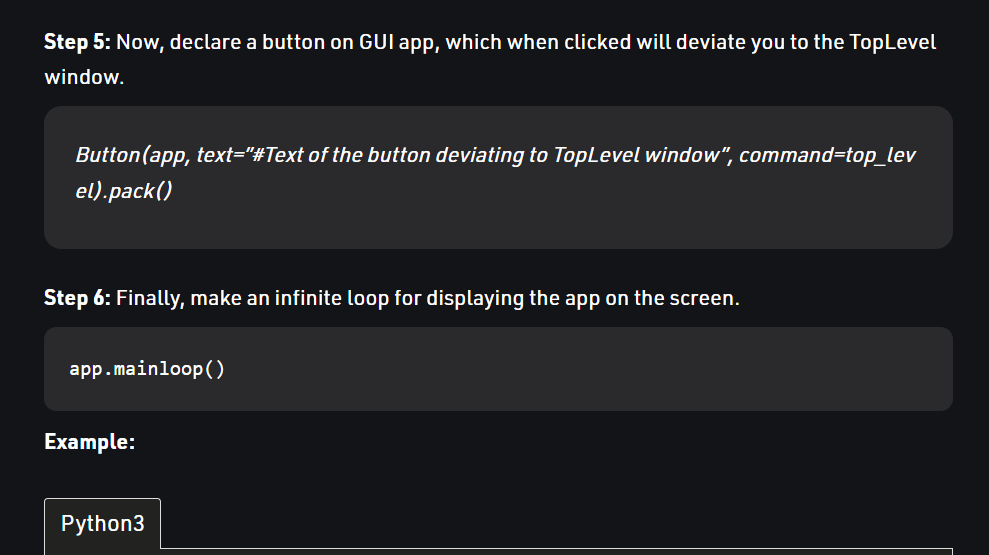 Step 5: Now, declare a button on GUI app, which when clicked will deviate you to the TopLevel
window.
Button(app, text=”#Text of the button deviating to TopLevel window”, command=top_lev
el).pack()
Step 6: Finally, make an infinite loop for displaying the app on the screen.
app.mainloop()
Example:
Python3